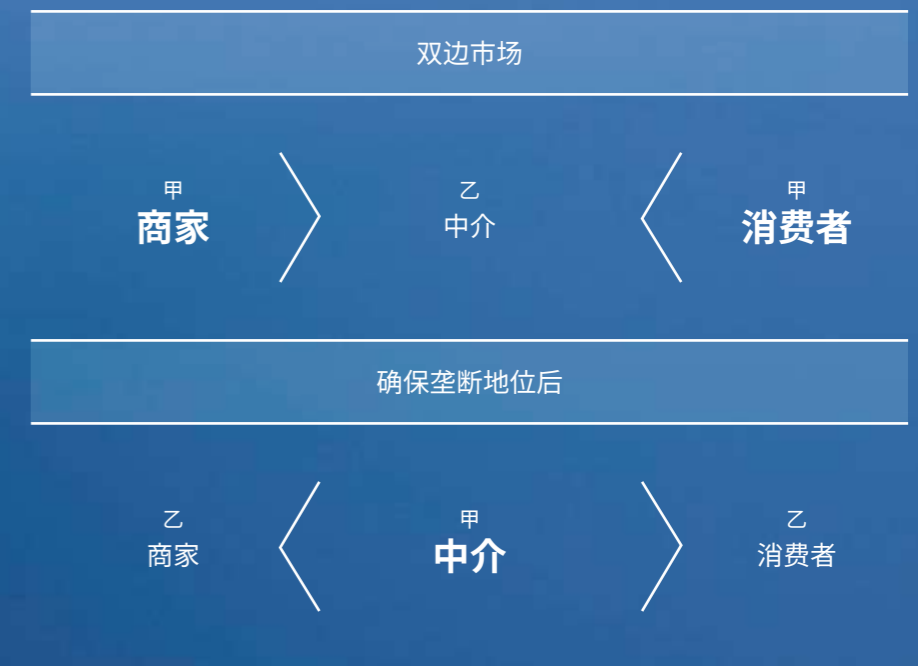 双边市场
甲 乙 甲
商家 中介 消费者
确保垄断地位后
乙 甲 乙
商家 中介 消费者